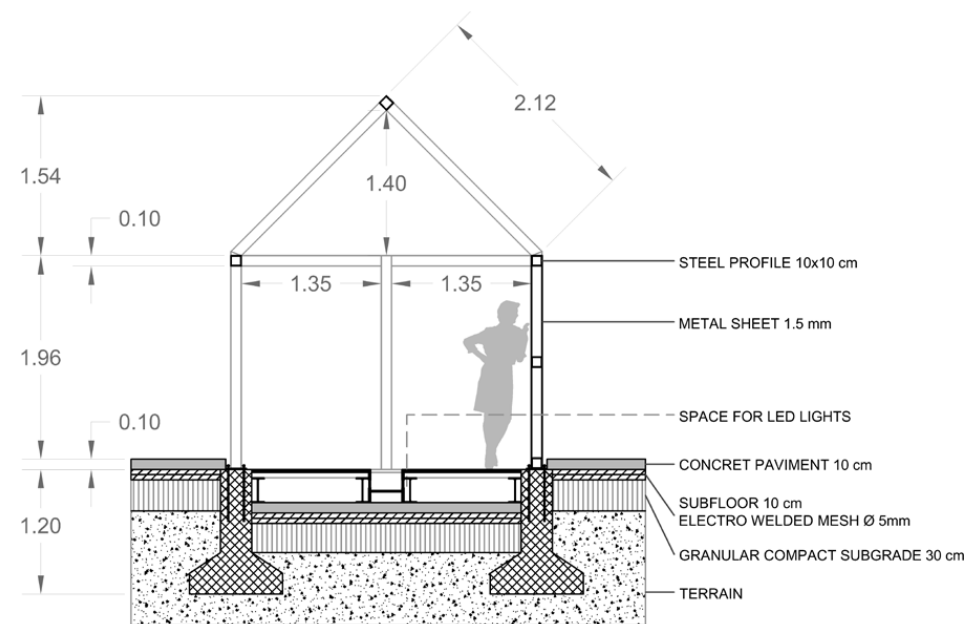 2.12
1.54
1.40
0.10
1.35
1.35
STEEL PROFILE 10x10 cm
METAL SHEET 1.5 mm
1.96
0.10
SPACE FOR LED LIGHTS
CONCRET PAVIMENT 10 cm
SUBFLOOR 10 cm
ELECTRO WELDED MESH Ø 5mm
1.20
GRANULAR COMPACT SUBGRADE 30 cm
TERRAIN